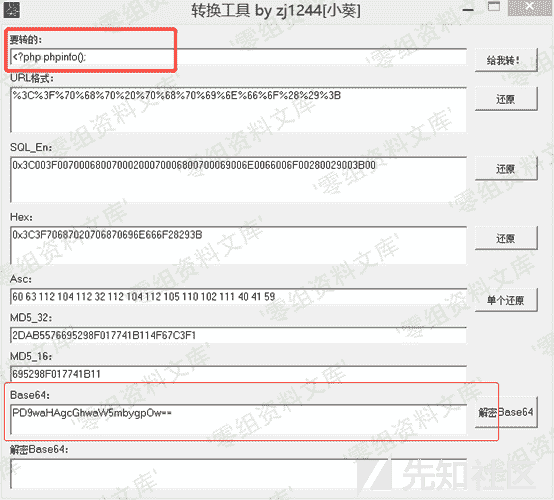 转换工具 by zj1244[小葵]
要转的:
<?php phpinfo();
给我转!
URL格式:
%3C%3F%70%68%70%20%70%68%70%69%6E%66%6F%28%29%3B
还原
SQL_En:
0x3C003F00700068007000200070006800700069006E0066006F00280029003B00
还原
Hex:
0x3C3F70687020706870696E666F28293B
还原
Asc:
60 63 112 104 112 32 112 104 112 105 110 102 111 40 41 59
单个还原
MD5_32:
2DAB5576695298F017741B114F67C3F1
MD5_16:
695298F017741B11
Base64:
PD9waHAgcGhwaW5mbygpOw==
解密Base64
解密Base64:
'零组资料文库'
先知社区